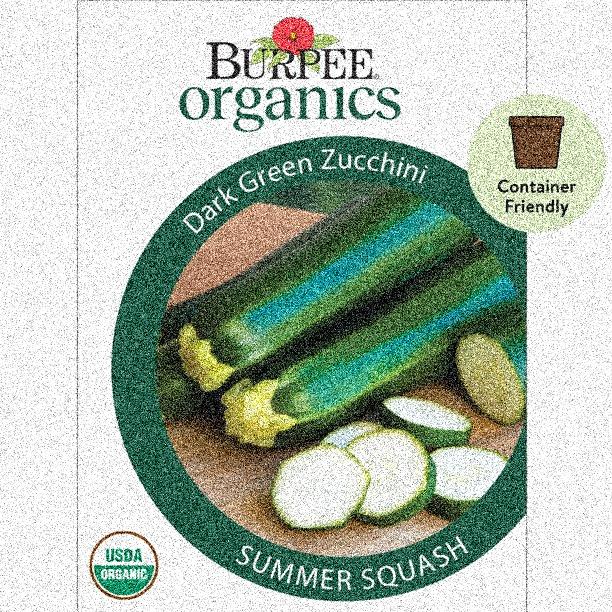 BURPEE
organics
Dark Green Zucchini
Container
Friendly
SUMMER SQUASH
USDA
ORGANIC